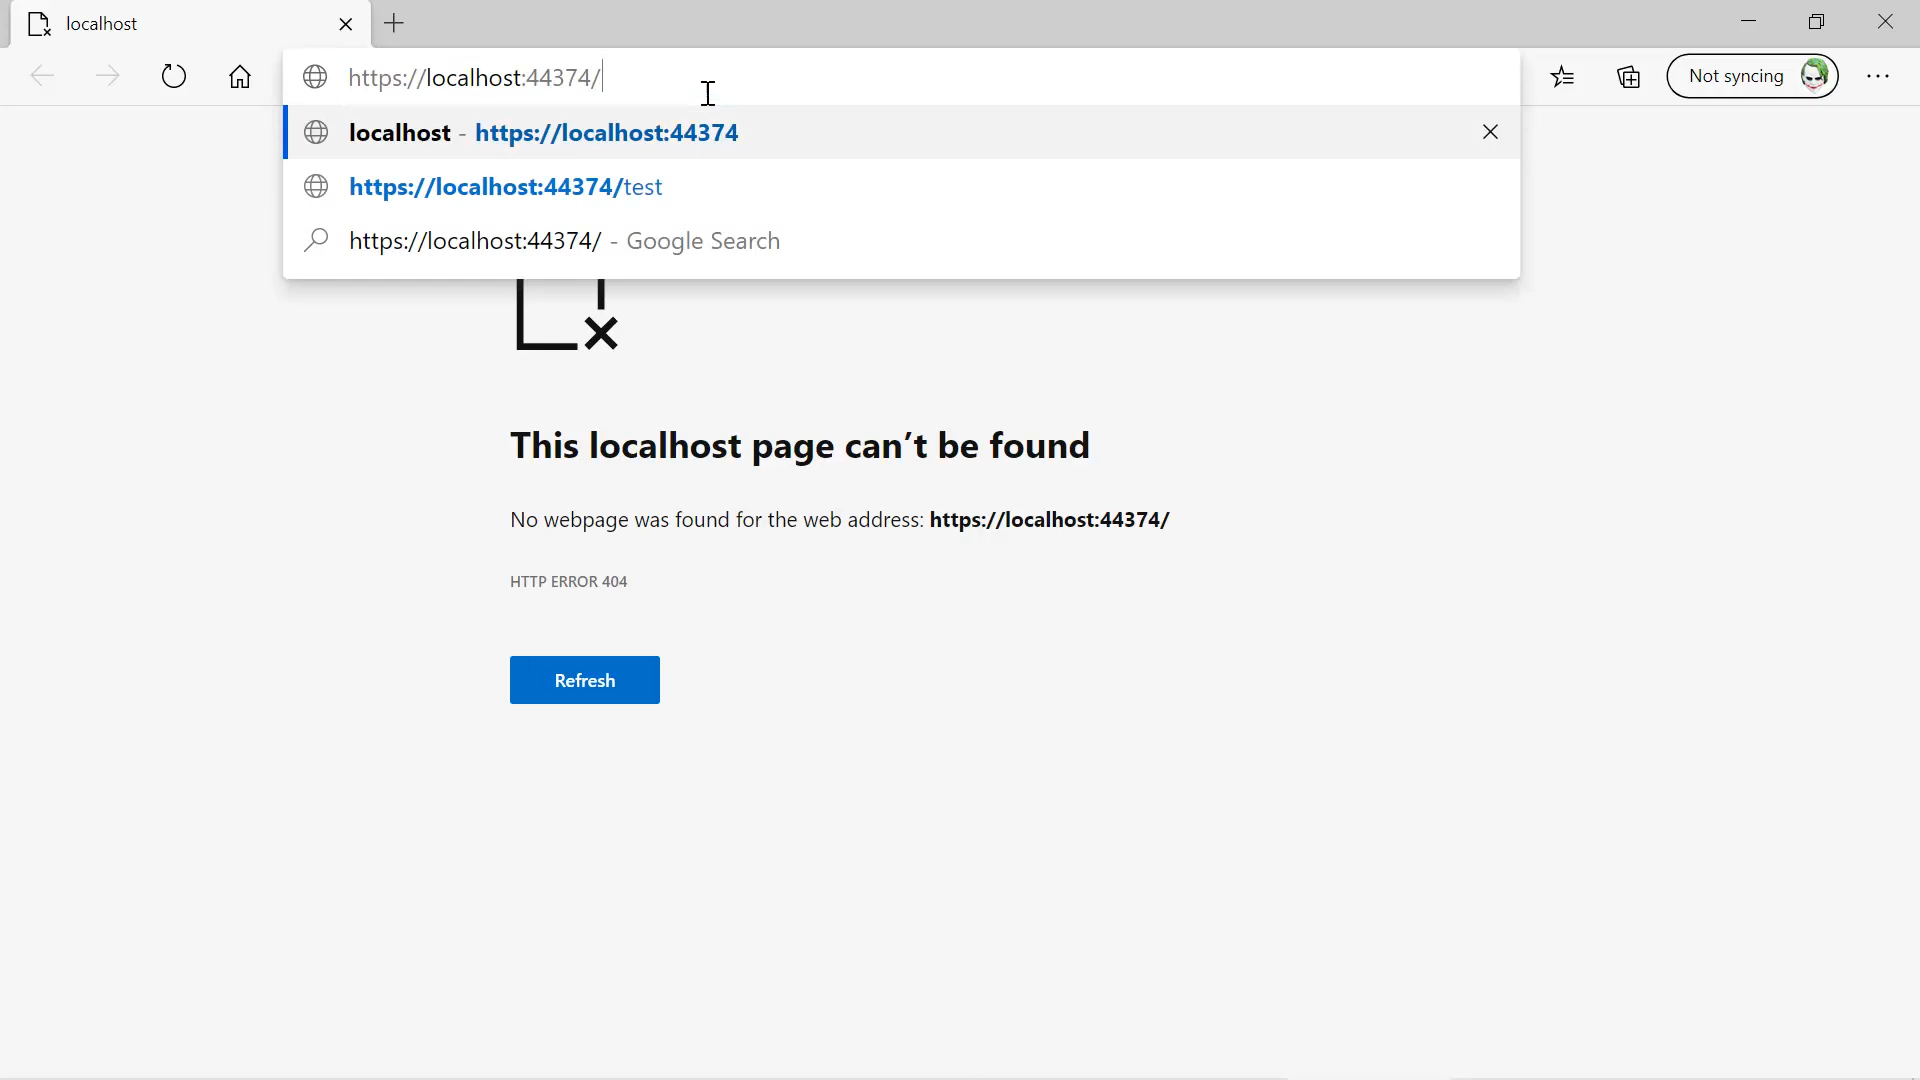 localhost
https://localhost:44374/
Not syncing
localhost - https://localhost:44374
https://localhost:44374/test
https://localhost:44374/ - Google Search
This localhost page can’t be found
No webpage was found for the web address: https://localhost:44374/
HTTP ERROR 404
Refresh